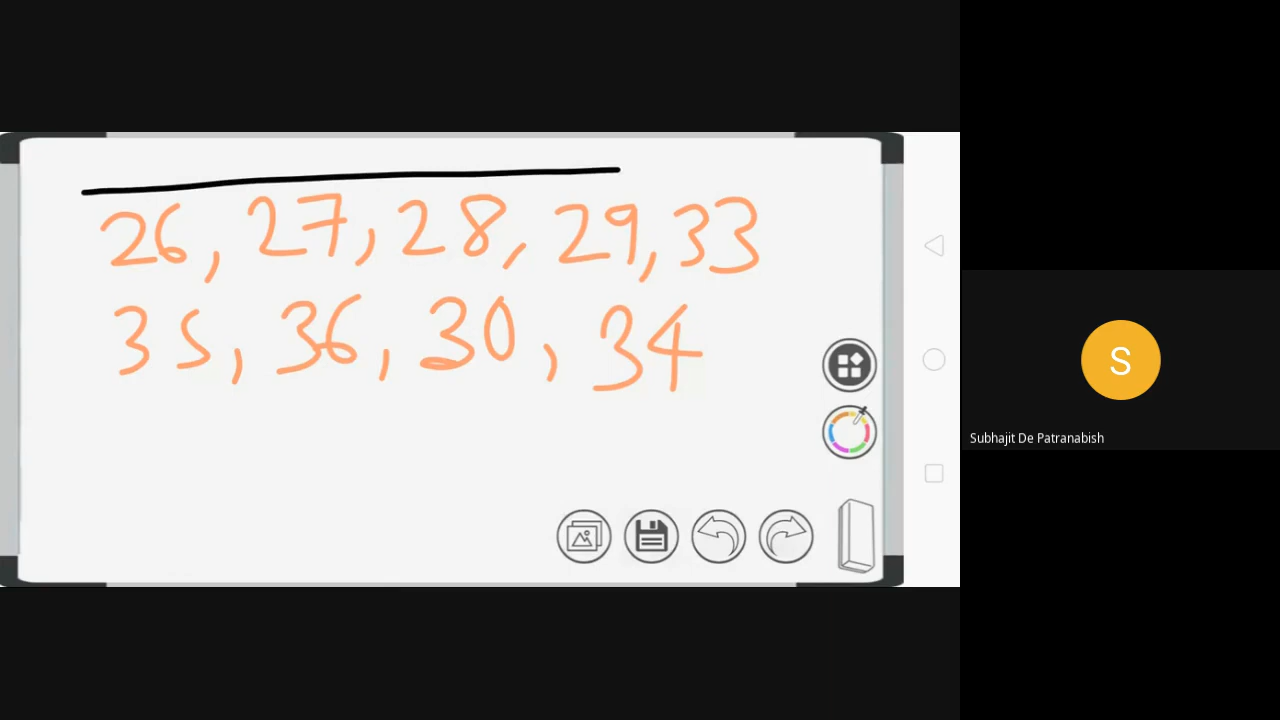 26, 27, 28, 29, 33
35, 36, 30, 34
S
Subhajit De Patranabish